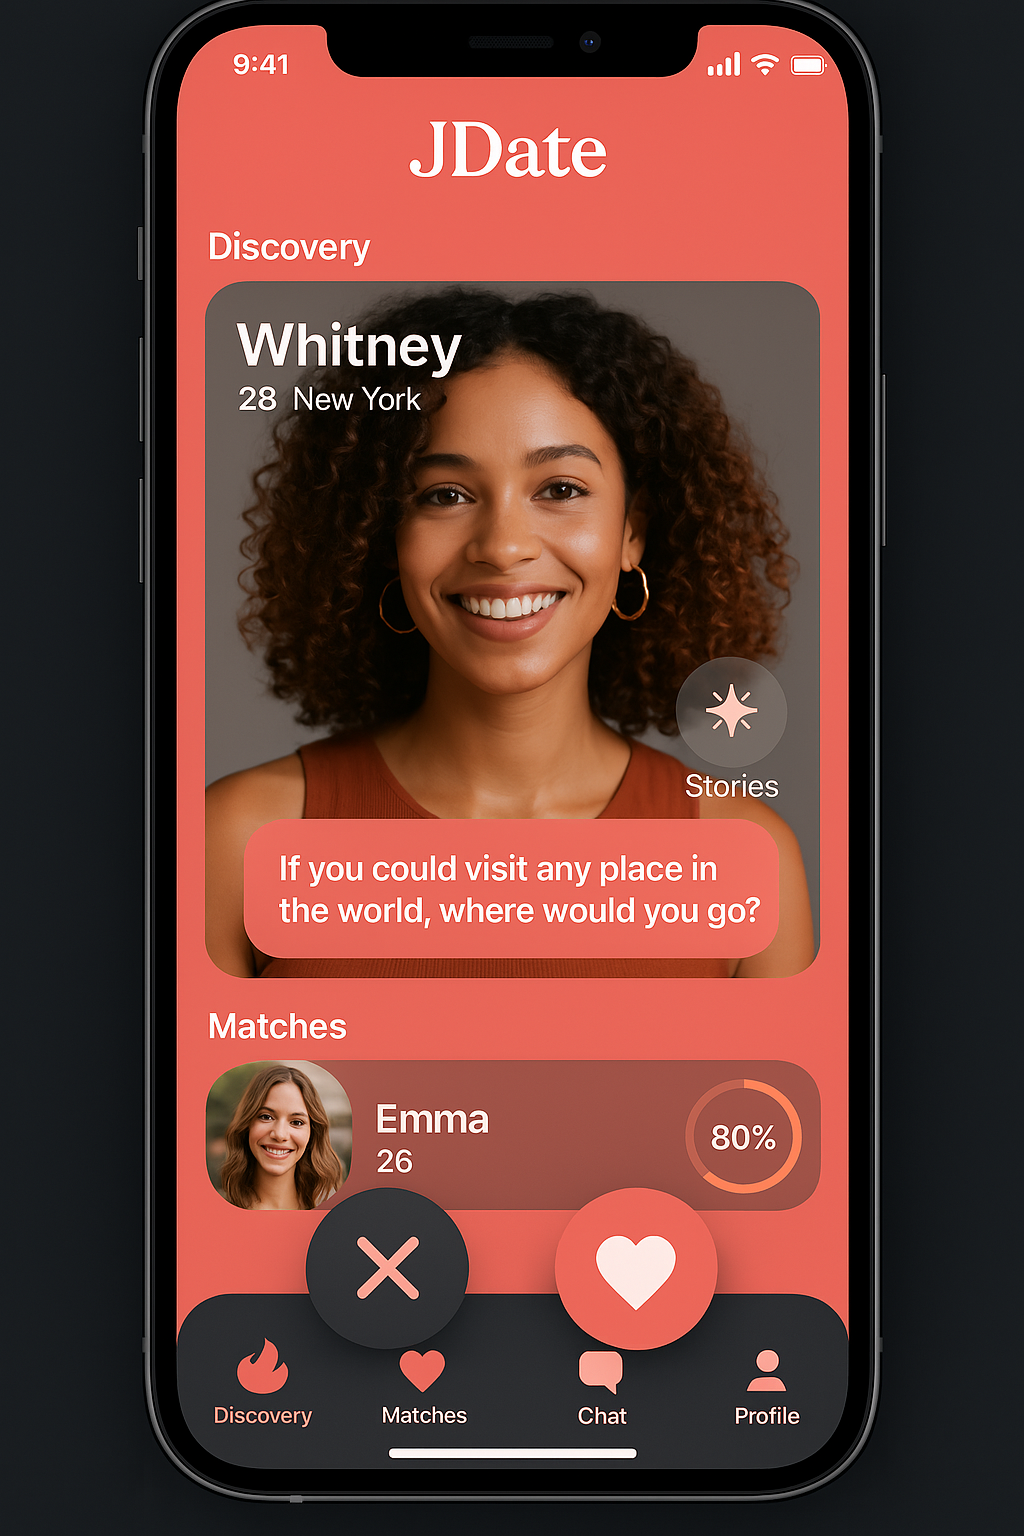 9:41
JDate
Discovery
Whitney
28 New York
Stories
If you could visit any place in
the world, where would you go?
Matches
Emma
26
80%
Discovery
Matches
Chat
Profile